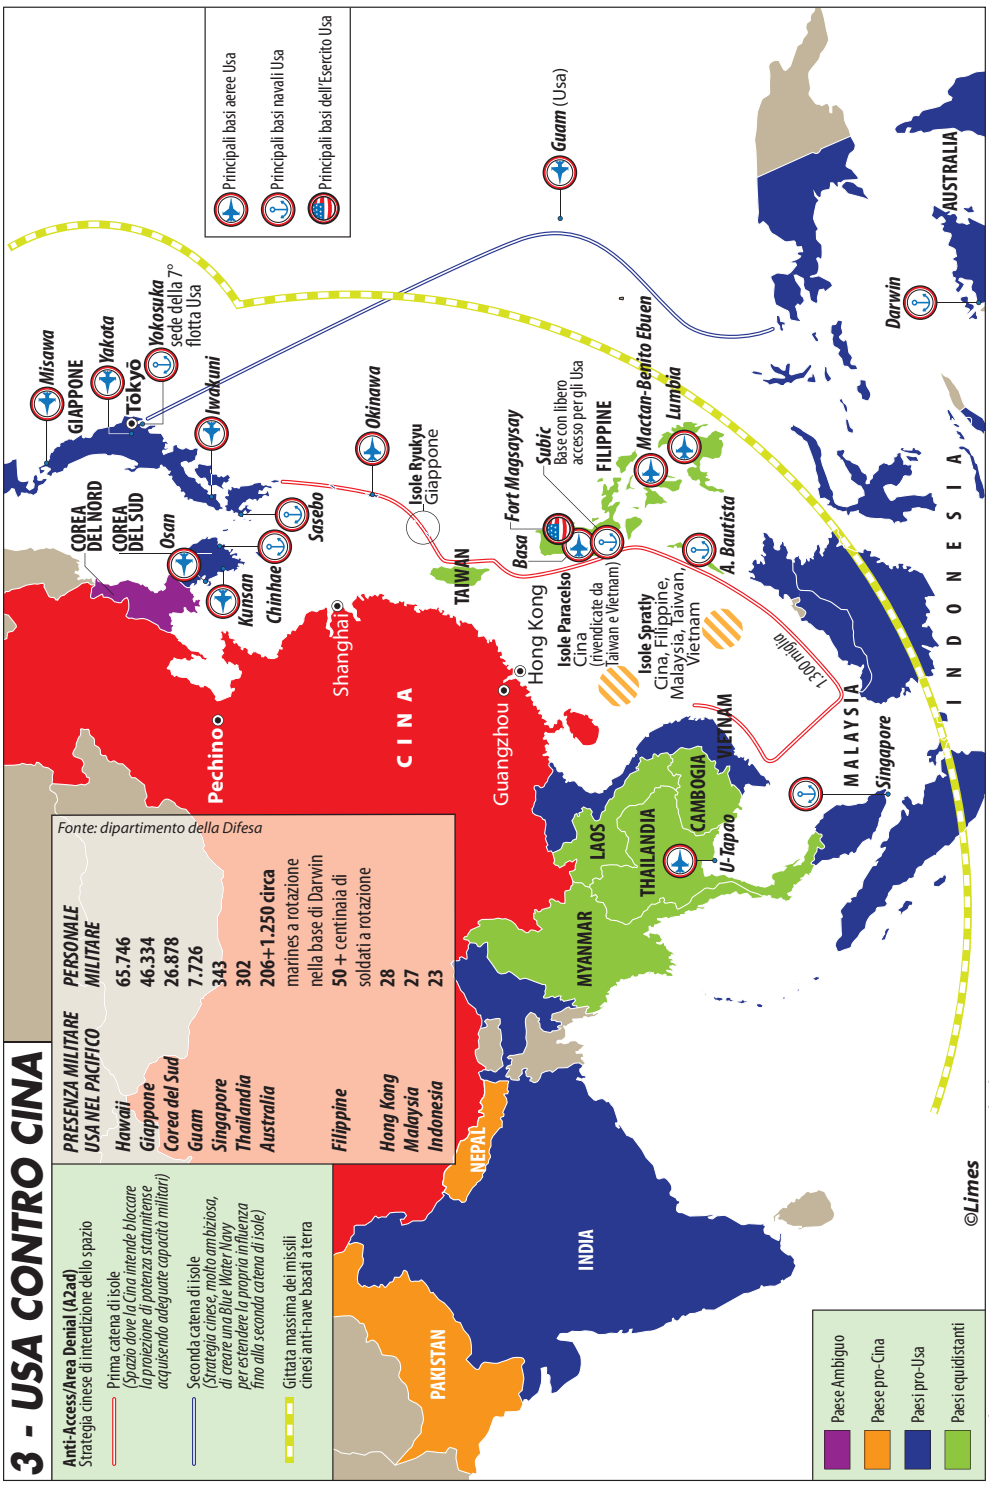 3 - USA CONTRO CINA
Anti-Access/Area Denial (A2ad)
Strategia cinese di interdizione dello spazio
Prima catena di isole
(Spazio dove la Cina intende bloccare
la proiezione di potenza statunitense
acquisendo adeguate capacità militari)
Seconda catena di isole
(Strategia cinese, molto ambiziosa,
di creare una Blue Water Navy
per estendere la propria influenza
fino alla seconda catena di isole)
Gittata massima dei missili
cinesi anti-nave basati a terra
PRESENZA MILITARE PERSONALE
USA NEL PACIFICO MILITARE
Hawaii 65.746
Giappone 46.334
Corea del Sud 26.878
Guam 7.726
Singapore 343
Thailandia 302
Australia 206+1.250 circa
marines a rotazione
nella base di Darwin
Filippine 50 + centinaia di
soldati a rotazione
Hong Kong 28
Malaysia 27
Indonesia 23
Fonte: dipartimento della Difesa
Principali basi aeree Usa
Principali basi navali Usa
Principali basi dell'Esercito Usa
Misawa
GIAPPONE
Yakota
Tōkyō
Yokosuka
sede della 7°
flotta Usa
Iwakuni
COREA
DEL NORD
COREA
DEL SUD
Osan
Kunsan
Chinhae
Sasebo
Okinawa
Isole Ryukyu
Giappone
TAIWAN
Pechino
Shanghai
CINA
Guangzhou
Hong Kong
Guam (Usa)
Fort Magsaysay
Basa
Subic
Base con libero
accesso per gli Usa
FILIPPINE
Mactan-Benito Ebuen
Lumbia
A. Bautista
Isole Paracelso
Cina
(rivendicate da
Taiwan e Vietnam)
Isole Spratly
Cina, Filippine,
Malaysia, Taiwan,
Vietnam
1.300 miglia
VIETNAM
LAOS
CAMBOGIA
THAILANDIA
U-Tapao
MYANMAR
MALAYSIA
Singapore
INDONESIA
Darwin
AUSTRALIA
NEPAL
INDIA
PAKISTAN
©Limes
Paese Ambiguo
Paese pro-Cina
Paesi pro-Usa
Paesi equidistanti